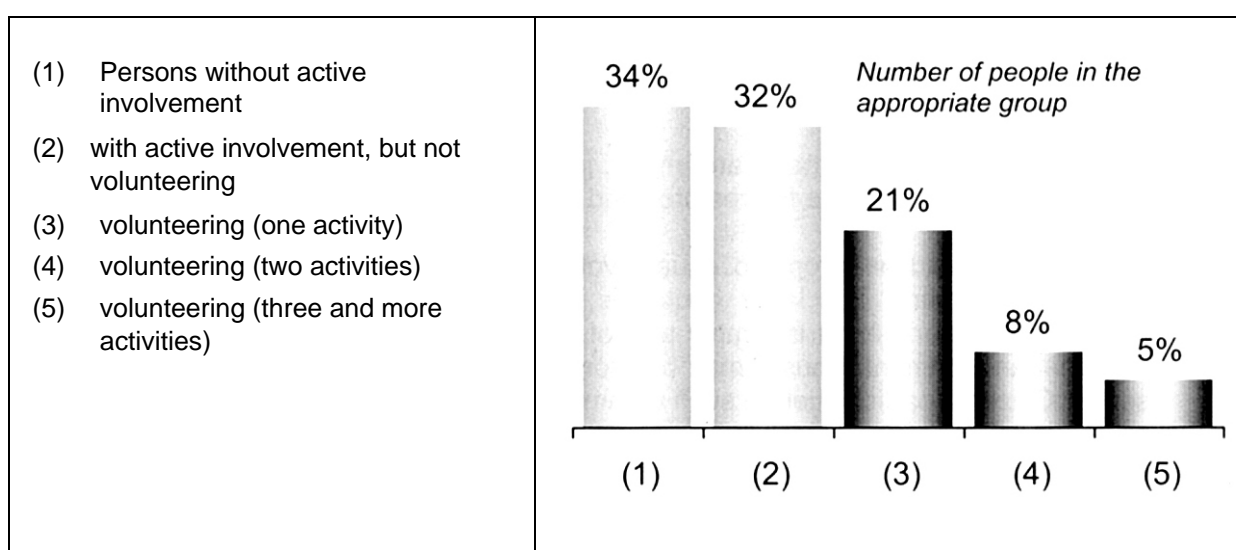 (1) Persons without active
involvement
(2) with active involvement, but not
volunteering
(3) volunteering (one activity)
(4) volunteering (two activities)
(5) volunteering (three and more
activities)
34%
32%
Number of people in the
appropriate group
21%
8%
5%
(1) (2) (3) (4) (5)